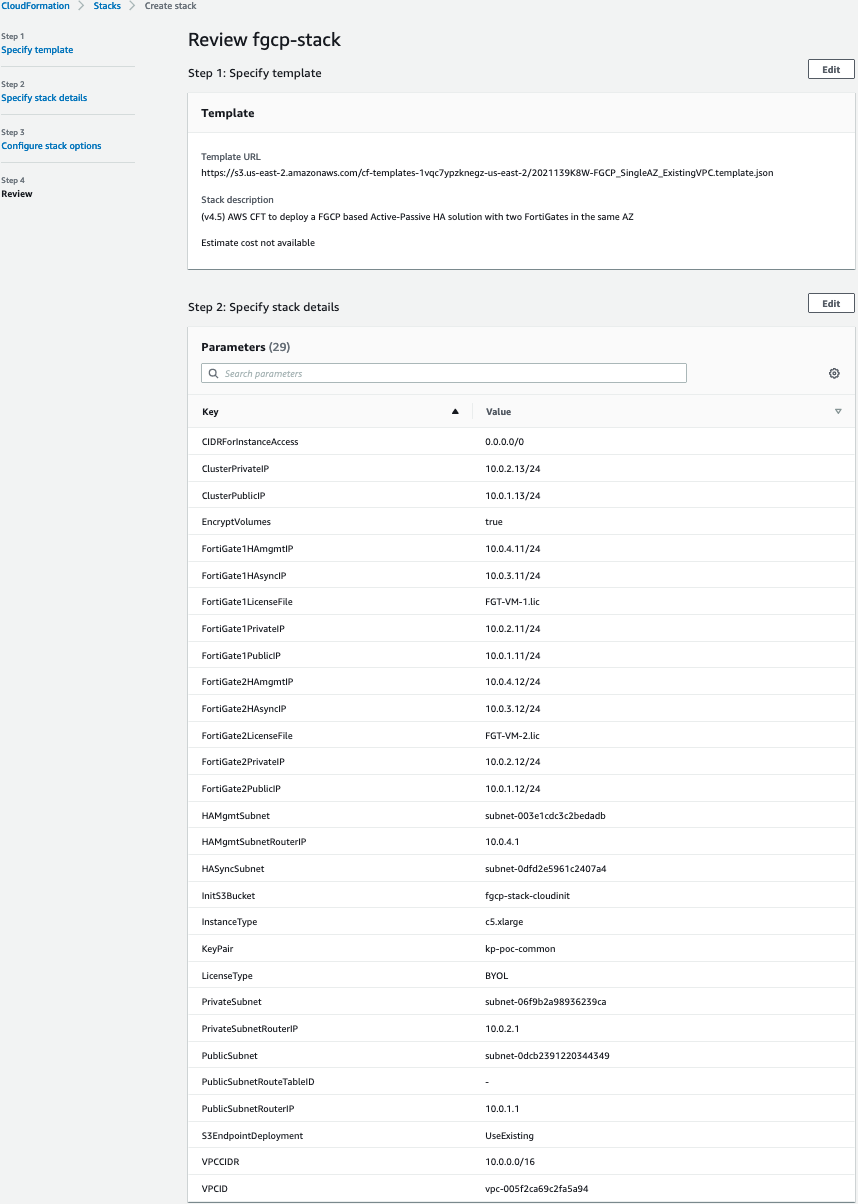 CloudFormation > Stacks > Create stack
Step 1
Specify template
Step 2
Specify stack details
Step 3
Configure stack options
Step 4
Review
Review fgcp-stack
Step 1: Specify template
Edit
Template
Template URL
https://s3.us-east-2.amazonaws.com/cf-templates-1vqc7ypzknegz-us-east-2/2021139K8W-FGCP_SingleAZ_ExistingVPC.template.json
Stack description
(v4.5) AWS CFT to deploy a FGCP based Active-Passive HA solution with two FortiGates in the same AZ
Estimate cost not available
Step 2: Specify stack details
Edit
Parameters (29)
Search parameters
Key Value
CIDRForInstanceAccess 0.0.0.0/0
ClusterPrivateIP 10.0.2.13/24
ClusterPublicIP 10.0.1.13/24
EncryptVolumes true
FortiGate1HAmgmtIP 10.0.4.11/24
FortiGate1HAsyncIP 10.0.3.11/24
FortiGate1LicenseFile FGT-VM-1.lic
FortiGate1PrivateIP 10.0.2.11/24
FortiGate1PublicIP 10.0.1.11/24
FortiGate2HAmgmtIP 10.0.4.12/24
FortiGate2HAsyncIP 10.0.3.12/24
FortiGate2LicenseFile FGT-VM-2.lic
FortiGate2PrivateIP 10.0.2.12/24
FortiGate2PublicIP 10.0.1.12/24
HAMgmtSubnet subnet-003e1cdc3c2bedadb
HAMgmtSubnetRouterIP 10.0.4.1
HASyncSubnet subnet-0dfd2e5961c2407a4
InitS3Bucket fgcp-stack-cloudinit
InstanceType c5.xlarge
KeyPair kp-poc-common
LicenseType BYOL
PrivateSubnet subnet-06f9b2a98936239ca
PrivateSubnetRouterIP 10.0.2.1
PublicSubnet subnet-0dcb2391220344349
PublicSubnetRouteTableID -
PublicSubnetRouterIP 10.0.1.1
S3EndpointDeployment UseExisting
VPCCIDR 10.0.0.0/16
VPCID vpc-005f2ca69c2fa5a94